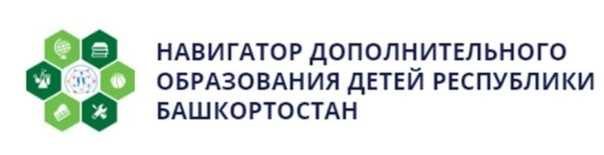 НАВИГАТОР ДОПОЛНИТЕЛЬНОГО
ОБРАЗОВАНИЯ ДЕТЕЙ РЕСПУБЛИКИ
БАШКОРТОСТАН